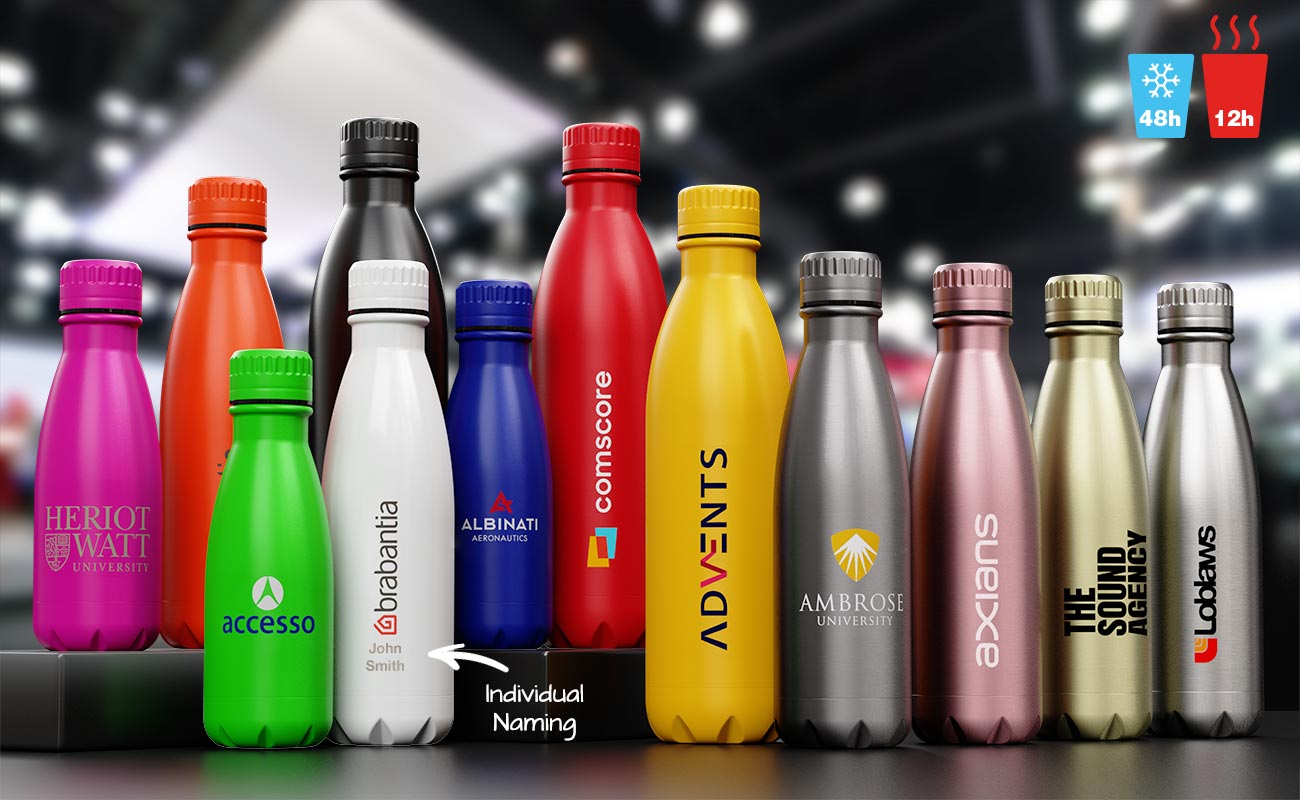 48h
12h
HERIOT
WATT
UNIVERSITY
accesso
brabantia
John
Smith
Individual
Naming
ALBINATI
AERONAUTICS
comscore
ADVENTS
AMBROSE
UNIVERSITY
axians
THE
SOUND
AGENCY
Loblaws